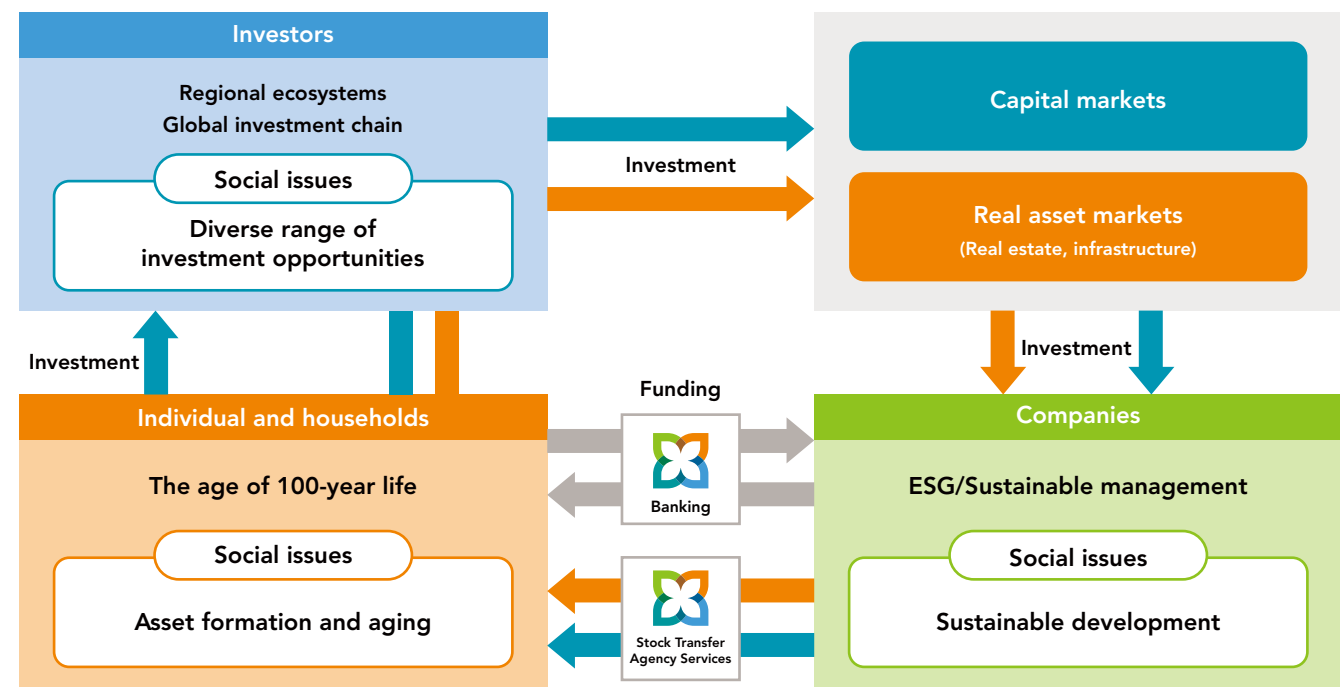 Investors
Regional ecosystems
Global investment chain
Social issues
Diverse range of
investment opportunities
Investment
Capital markets
Real asset markets
(Real estate, infrastructure)
Investment
Investment
Individual and households
The age of 100-year life
Social issues
Asset formation and aging
Funding
Banking
Stock Transfer
Agency Services
Companies
ESG/Sustainable management
Social issues
Sustainable development